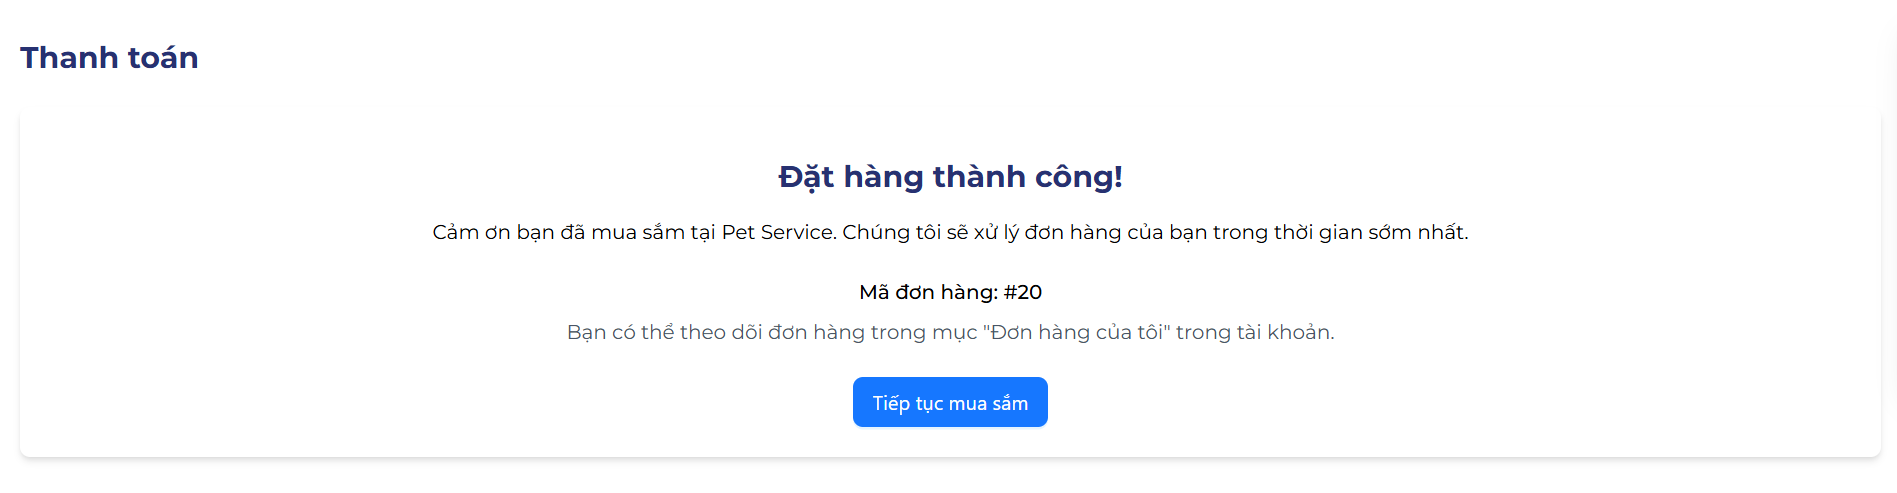 Thanh toán
Đặt hàng thành công!
Cảm ơn bạn đã mua sắm tại Pet Service. Chúng tôi sẽ xử lý đơn hàng của bạn trong thời gian sớm nhất.
Mã đơn hàng: #20
Bạn có thể theo dõi đơn hàng trong mục "Đơn hàng của tôi" trong tài khoản.
Tiếp tục mua sắm